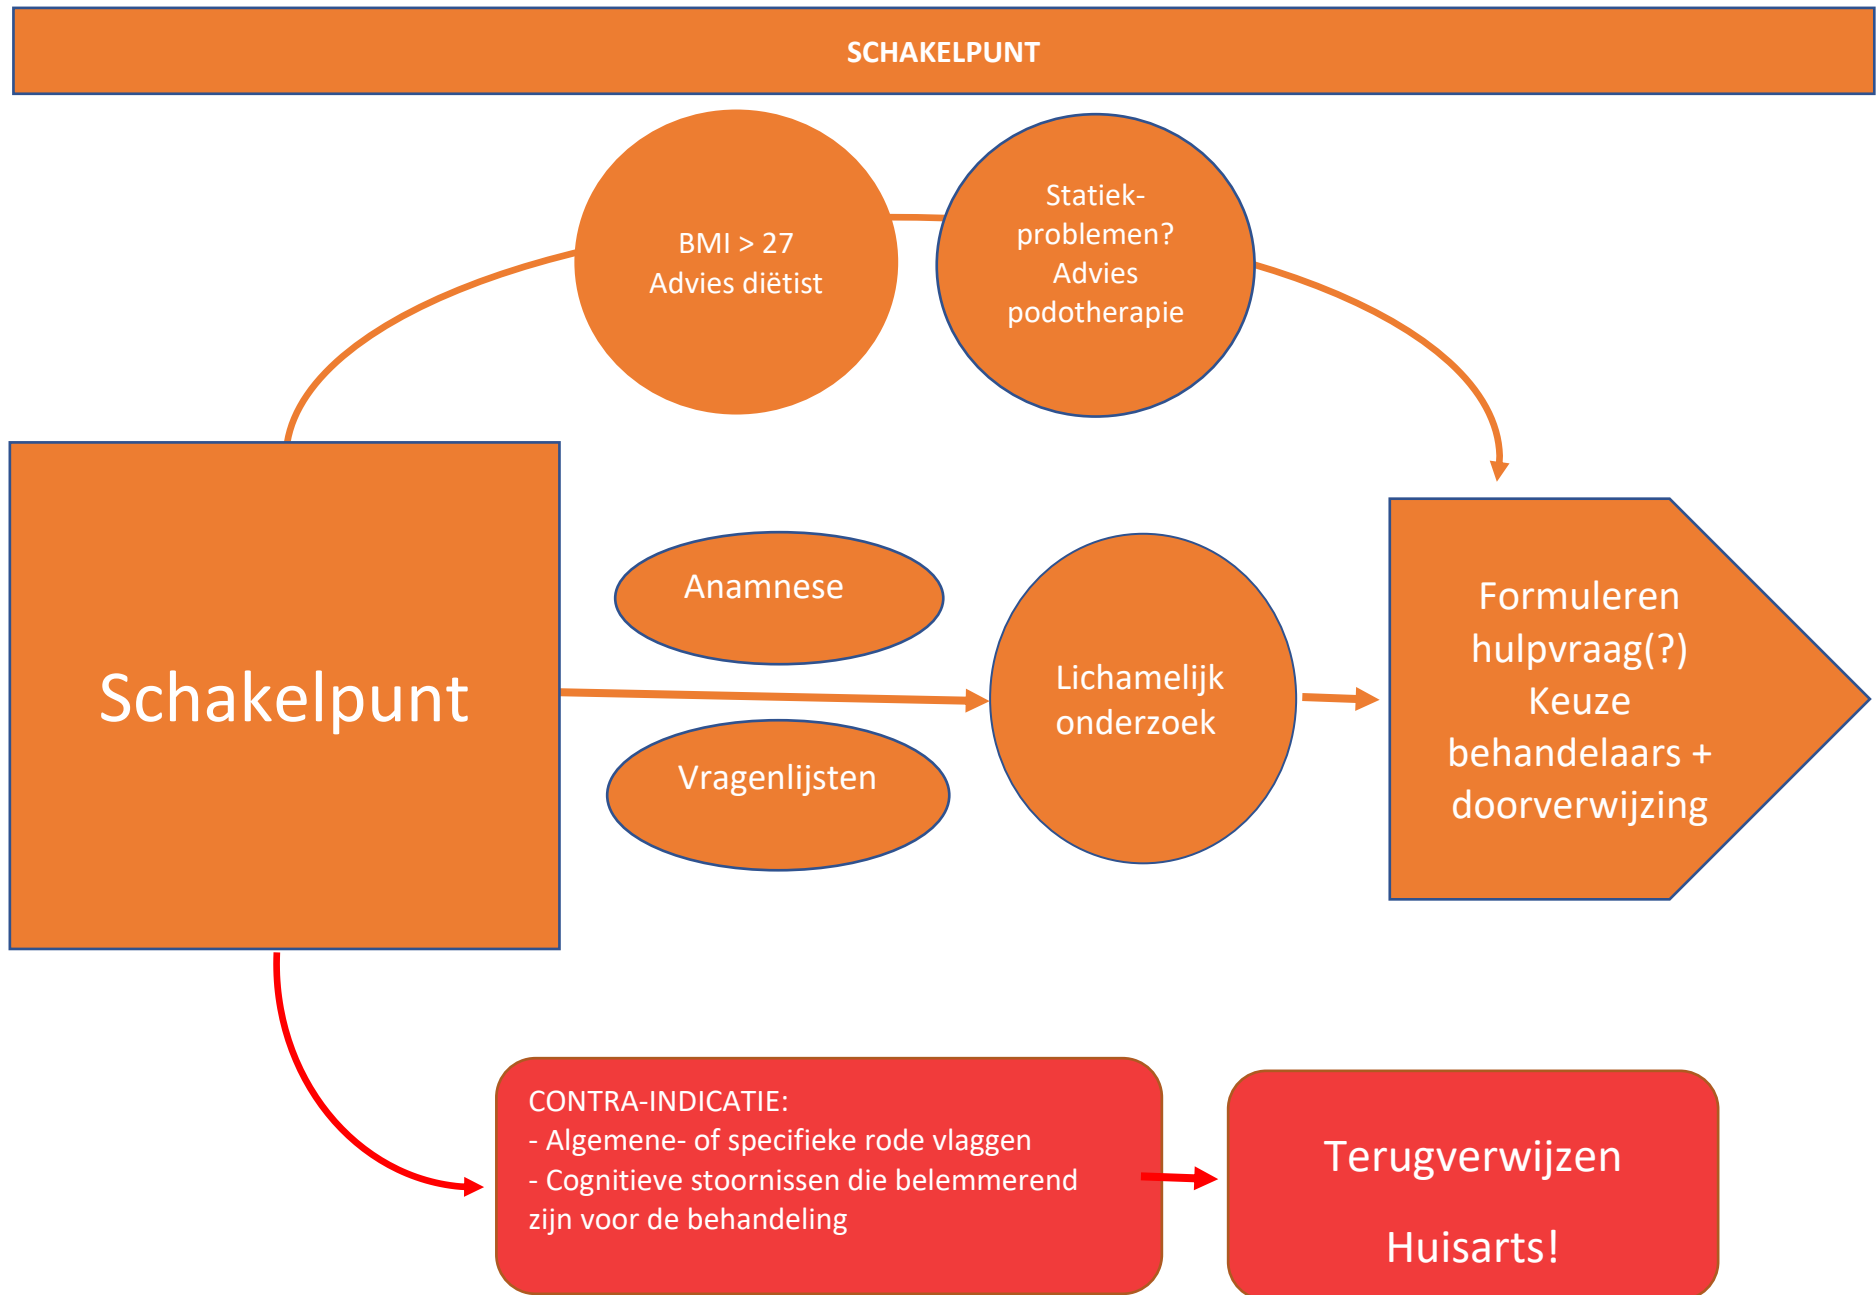 SCHAKELPUNT
BMI > 27
Advies diëtist
Statiek-
problemen?
Advies
podotherapie
Schakelpunt
Anamnese
Vragenlijsten
Lichamelijk
onderzoek
Formuleren
hulpvraag(?)
Keuze
behandelaars +
doorverwijzing
CONTRA-INDICATIE:
- Algemene- of specifieke rode vlaggen
- Cognitieve stoornissen die belemmerend
zijn voor de behandeling
Terugverwijzen
Huisarts!